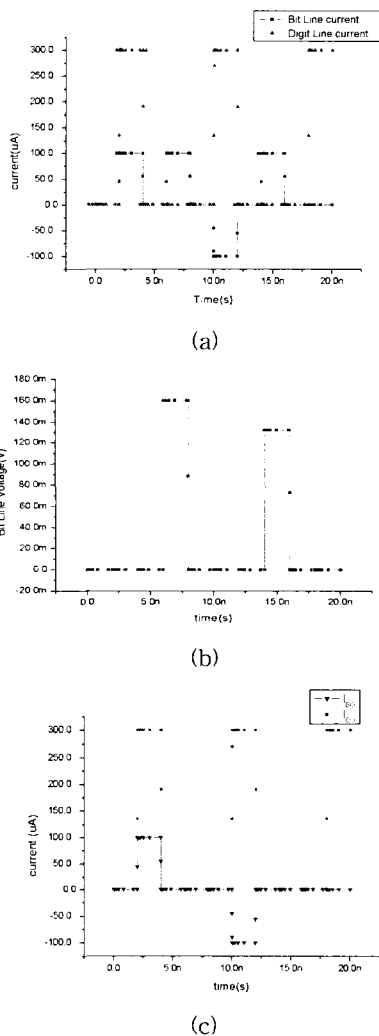 Bit Line current
Digit Line current
300.0
250.0
200.0
150.0
100.0
50.0
0.0
-50.0
-100.0
current(uA)
0.0
5.0n
10.0n
15.0n
20.0n
Time(s)
(a)
180.0m
160.0m
140.0m
120.0m
100.0m
80.0m
60.0m
40.0m
20.0m
0.0
-20.0m
Bit Line Voltage(V)
0.0
5.0n
10.0n
15.0n
20.0n
time(s)
(b)
300.0
250.0
200.0
150.0
100.0
50.0
0.0
-50.0
-100.0
current (uA)
0.0
5.0n
10.0n
15.0n
20.0n
time(s)
(c)